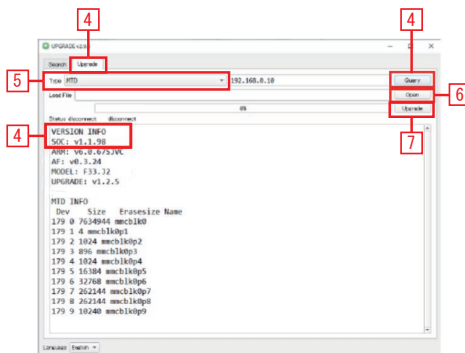 4
4
UPGRADE v2.5
Search Upgrade
5
Type MTD 192.168.0.10 Query
Load File Open
6
0% Upgrade
Status disconnect disconnect
7
4
VERSION INFO
SOC: v1.1.98
ARM: v6.0.67SJVC
AF: v0.3.24
MODEL: F33.J2
UPGRADE: v1.2.5
MTD INFO
Dev Size Erasesize Name
179 0 7634944 mmcblk0
179 1 4 mmcblk0p1
179 2 1024 mmcblk0p2
179 3 896 mmcblk0p3
179 4 1024 mmcblk0p4
179 5 16384 mmcblk0p5
179 6 32768 mmcblk0p6
179 7 262144 mmcblk0p7
179 8 262144 mmcblk0p8
179 9 10240 mmcblk0p9
Language English